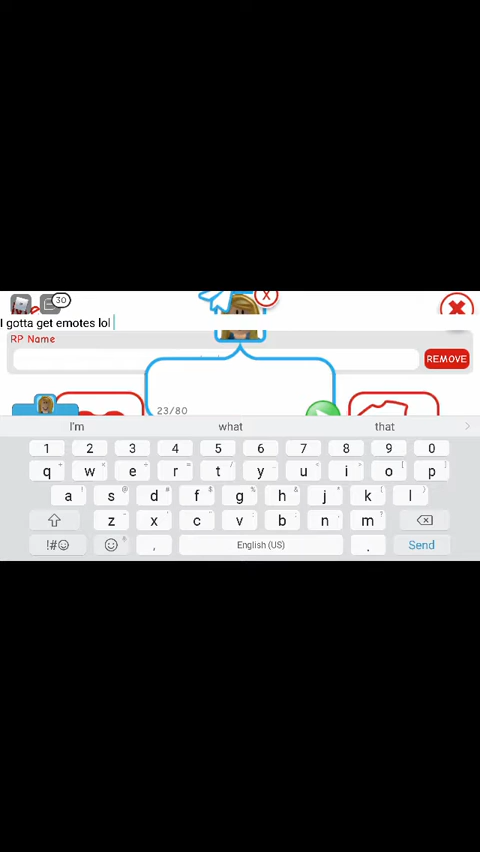 30
I gotta get emotes lol
RP Name
REMOVE
23/80
I'm what that
1 2 3 4 5 6 7 8 9 0
q w e r t y u i o p
a s d f g h j k l
z x c v b n m
!#☺ , English (US) . Send